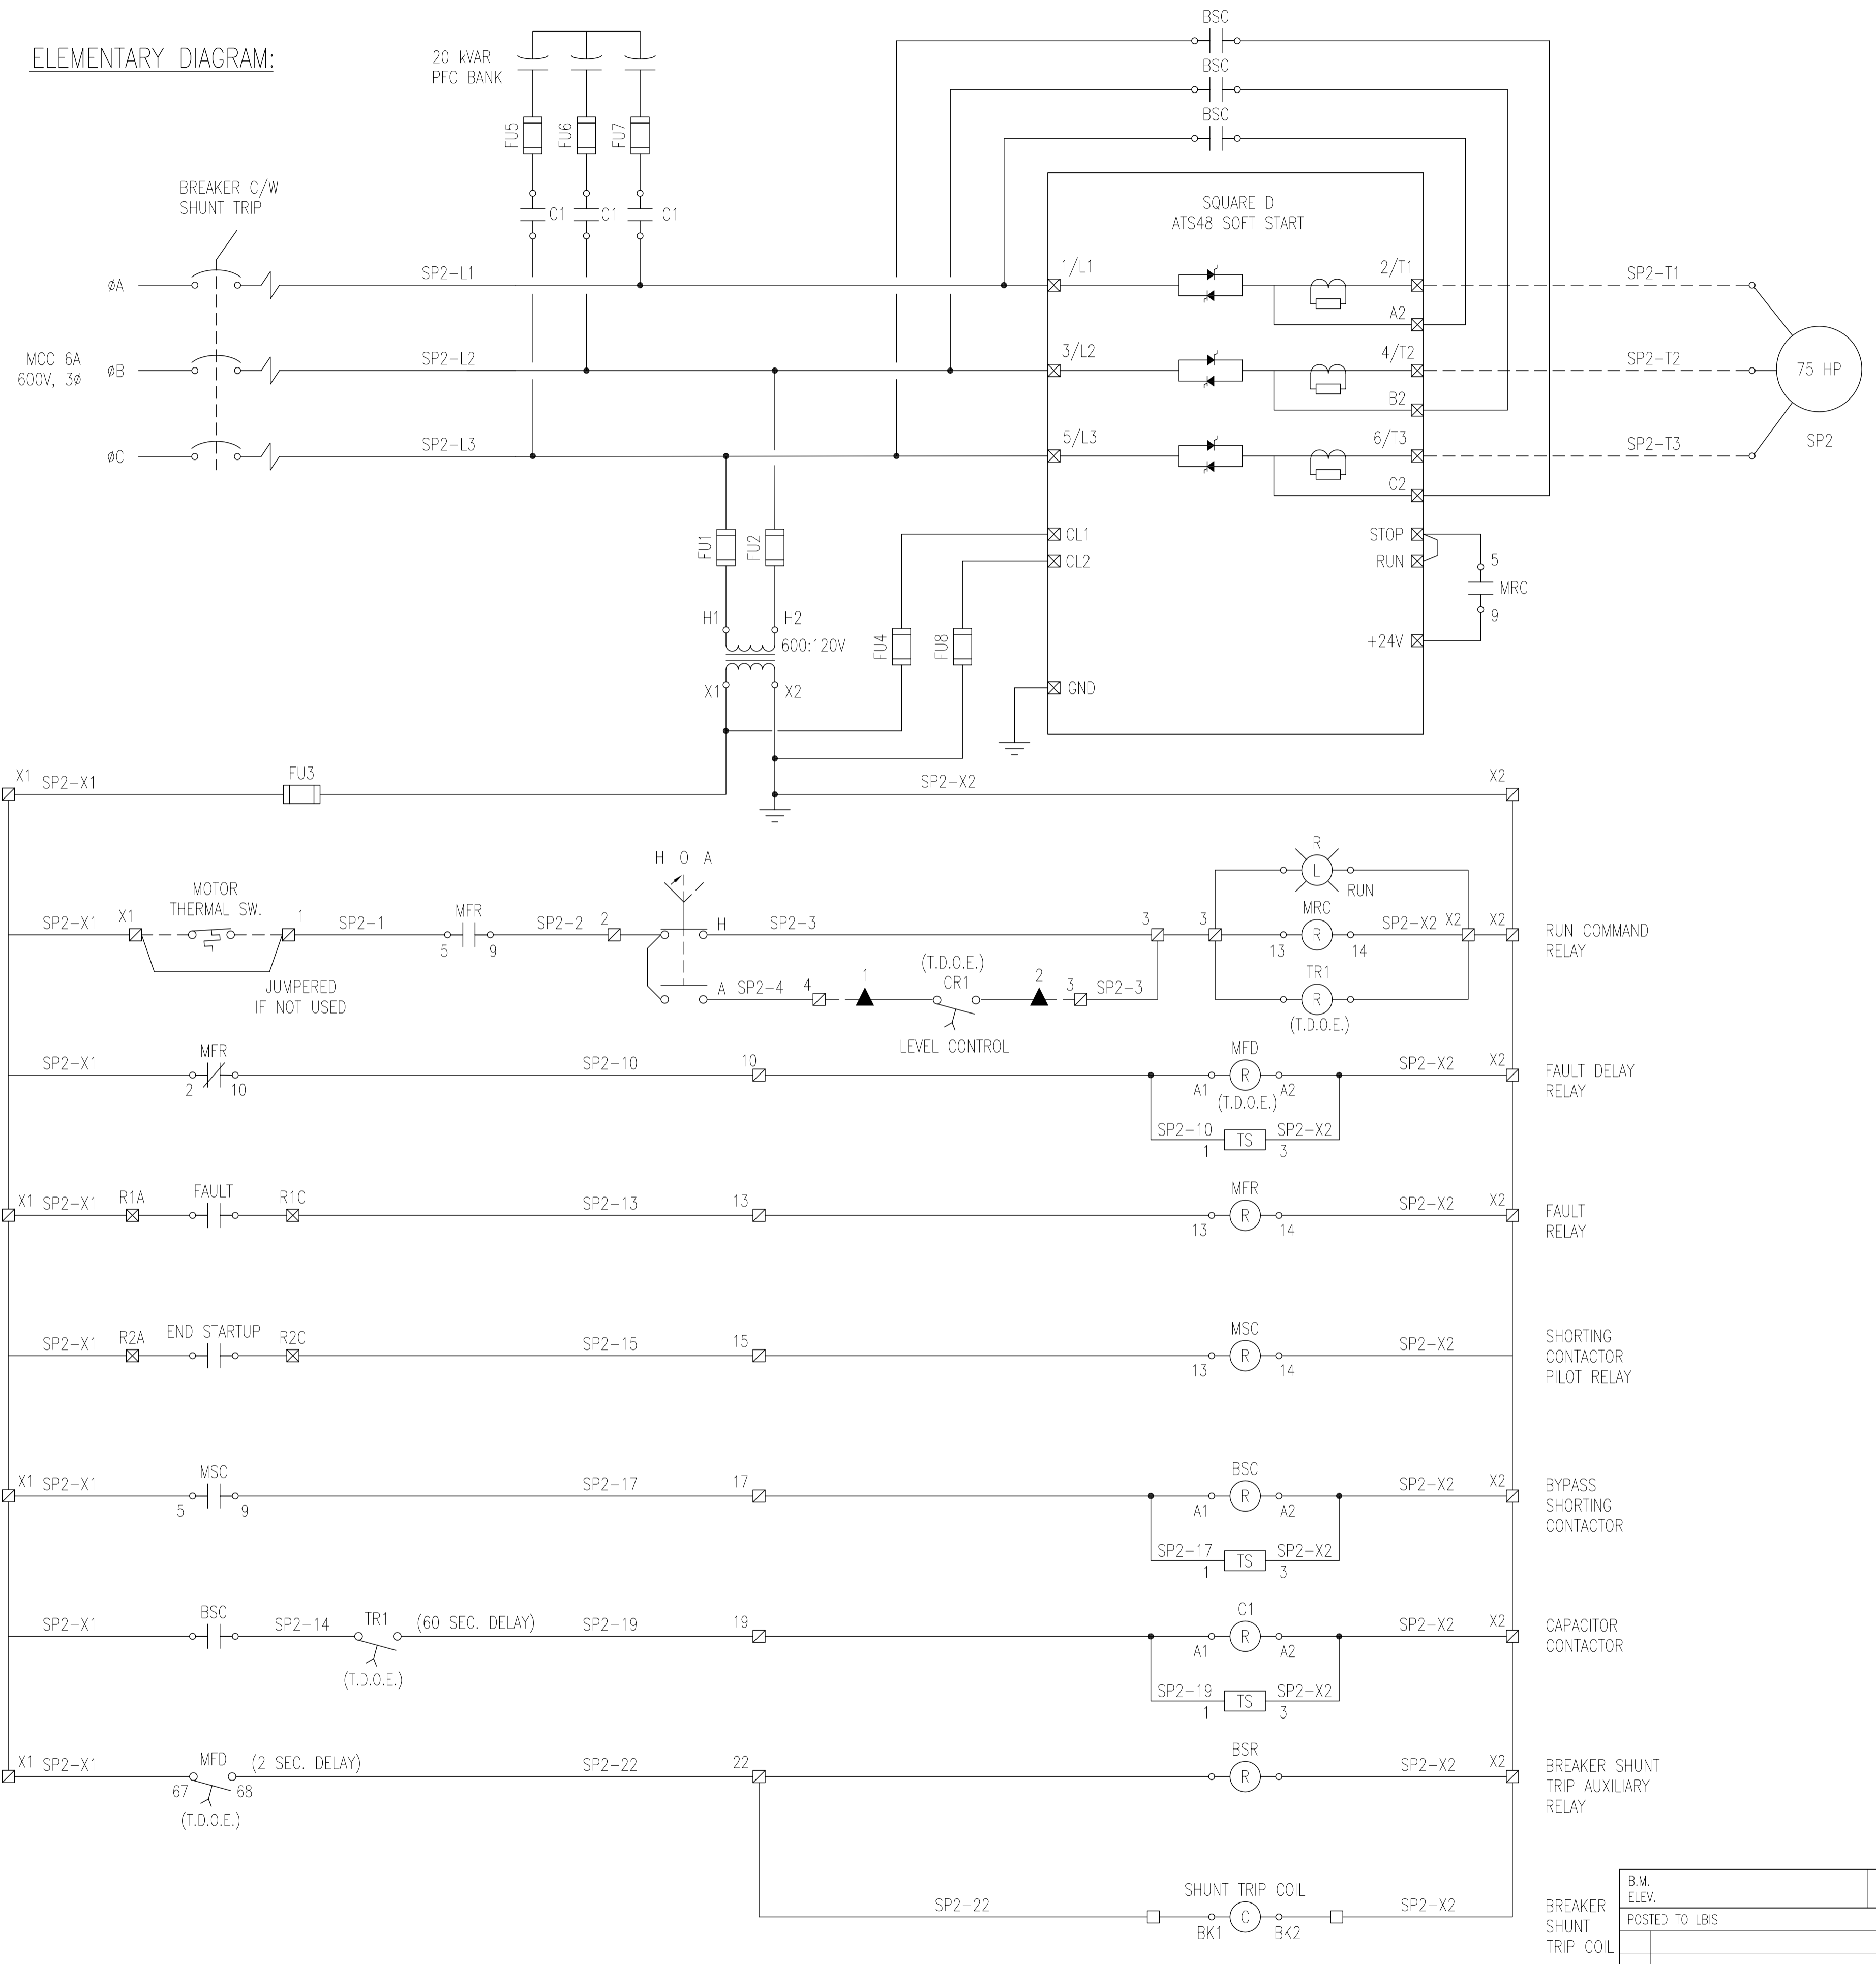 ELEMENTARY DIAGRAM:
20 kVAR
PFC BANK
BSC
BSC
BSC
FU5
FU6
FU7
C1
C1
C1
BREAKER C/W
SHUNT TRIP
SQUARE D
ATS48 SOFT START
MCC 6A
600V, 3ø
øA
SP2-L1
1/L1
2/T1
SP2-T1
A2
øB
SP2-L2
3/L2
4/T2
SP2-T2
B2
75 HP
SP2
øC
SP2-L3
5/L3
6/T3
SP2-T3
C2
FU1
FU2
CL1
CL2
STOP
RUN
5
MRC
9
+24V
H1
H2
600:120V
FU4
FU8
X1
X2
GND
X1
SP2-X1
FU3
SP2-X2
X2
H O A
R
L
RUN
MOTOR
THERMAL SW.
SP2-X1
X1
1
SP2-1
MFR
5
9
SP2-2
2
H
SP2-3
3
3
MRC
13
R
14
SP2-X2
X2
X2
RUN COMMAND
RELAY
JUMPERED
IF NOT USED
A
SP2-4
4
1
(T.D.O.E.)
CR1
2
3
SP2-3
LEVEL CONTROL
TR1
R
(T.D.O.E.)
SP2-X1
MFR
2
10
SP2-10
10
MFD
A1
R
A2
(T.D.O.E.)
SP2-X2
X2
FAULT DELAY
RELAY
SP2-10
1
TS
SP2-X2
3
X1
SP2-X1
R1A
FAULT
R1C
SP2-13
13
MFR
13
R
14
SP2-X2
X2
FAULT
RELAY
SP2-X1
R2A
END STARTUP
R2C
SP2-15
15
MSC
13
R
14
SP2-X2
SHORTING
CONTACTOR
PILOT RELAY
X1
SP2-X1
MSC
5
9
SP2-17
17
BSC
A1
R
A2
SP2-X2
X2
BYPASS
SHORTING
CONTACTOR
SP2-17
1
TS
SP2-X2
3
SP2-X1
BSC
SP2-14
TR1
(60 SEC. DELAY)
(T.D.O.E.)
SP2-19
19
C1
A1
R
A2
SP2-X2
X2
CAPACITOR
CONTACTOR
SP2-19
1
TS
SP2-X2
3
X1
SP2-X1
MFD
67
68
(2 SEC. DELAY)
(T.D.O.E.)
SP2-22
22
BSR
R
SP2-X2
X2
BREAKER SHUNT
TRIP AUXILIARY
RELAY
SP2-22
SHUNT TRIP COIL
BK1
C
BK2
SP2-X2
BREAKER
SHUNT
TRIP COIL
B.M.
ELEV.
POSTED TO LBIS